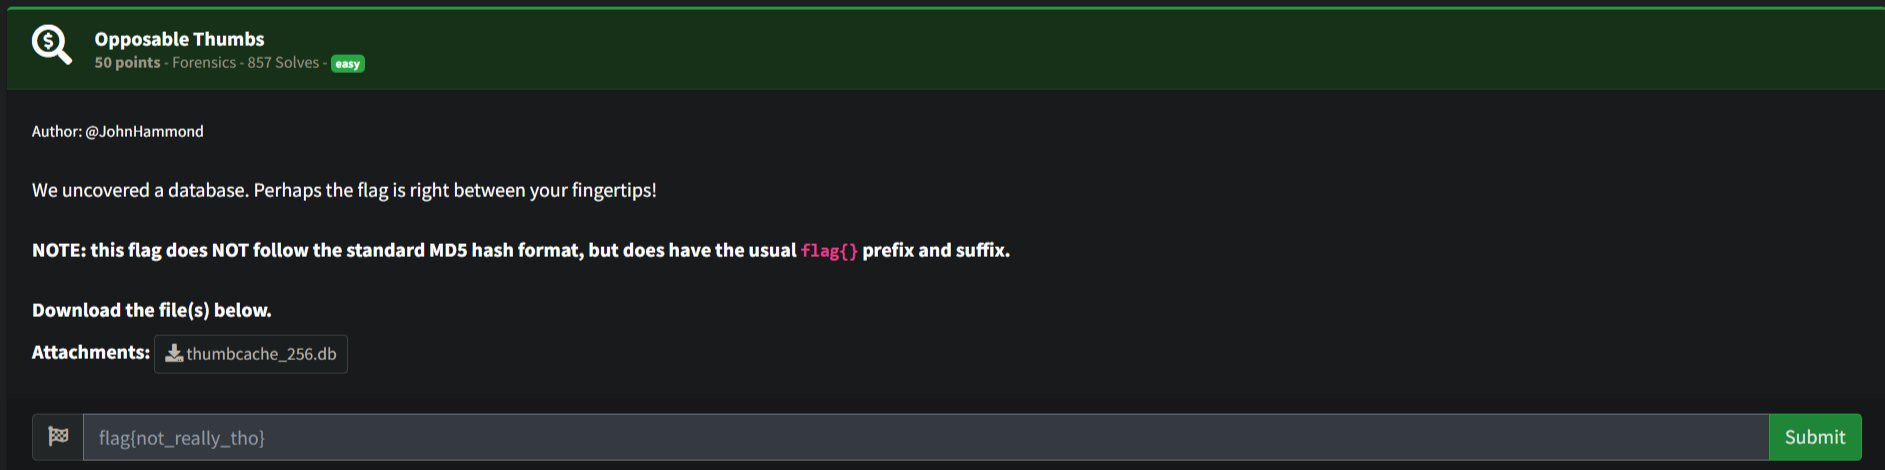 Opposable Thumbs
50 points - Forensics - 857 Solves - easy
Author: @JohnHammond
We uncovered a database. Perhaps the flag is right between your fingertips!
NOTE: this flag does NOT follow the standard MD5 hash format, but does have the usual flag{} prefix and suffix.
Download the file(s) below.
Attachments: thumbcache_256.db
flag{not_really_tho} Submit